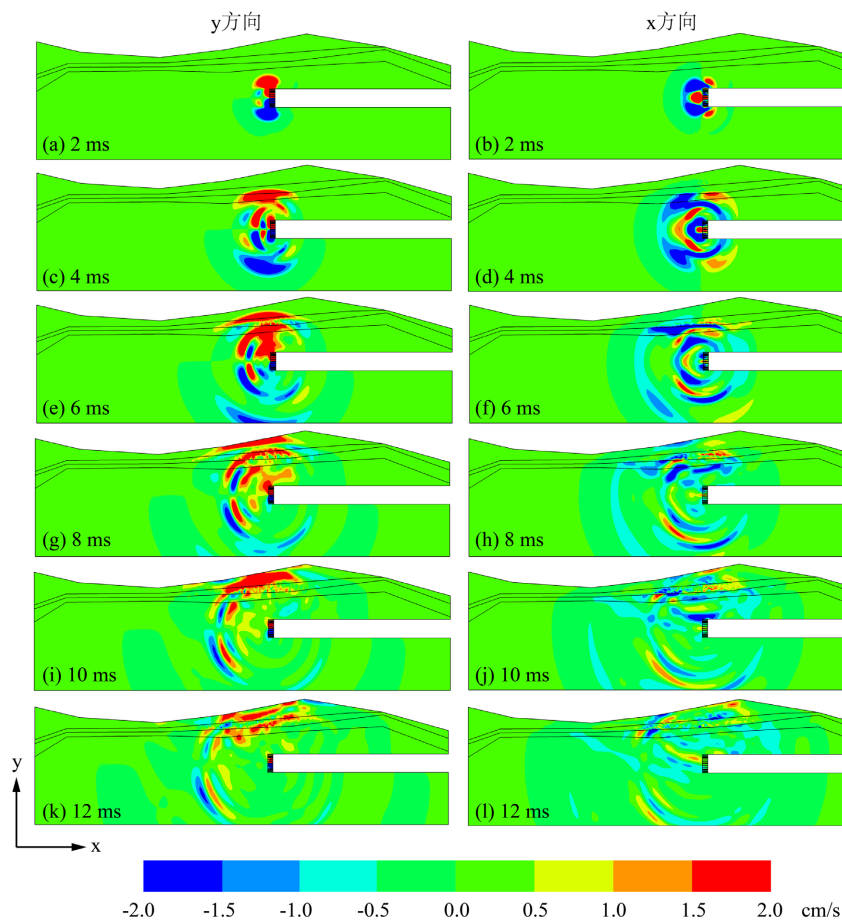 y方向 x方向
(a) 2 ms (b) 2 ms
(c) 4 ms (d) 4 ms
(e) 6 ms (f) 6 ms
(g) 8 ms (h) 8 ms
(i) 10 ms (j) 10 ms
(k) 12 ms (l) 12 ms
y
x
-2.0 -1.5 -1.0 -0.5 0.0 0.5 1.0 1.5 2.0 cm/s